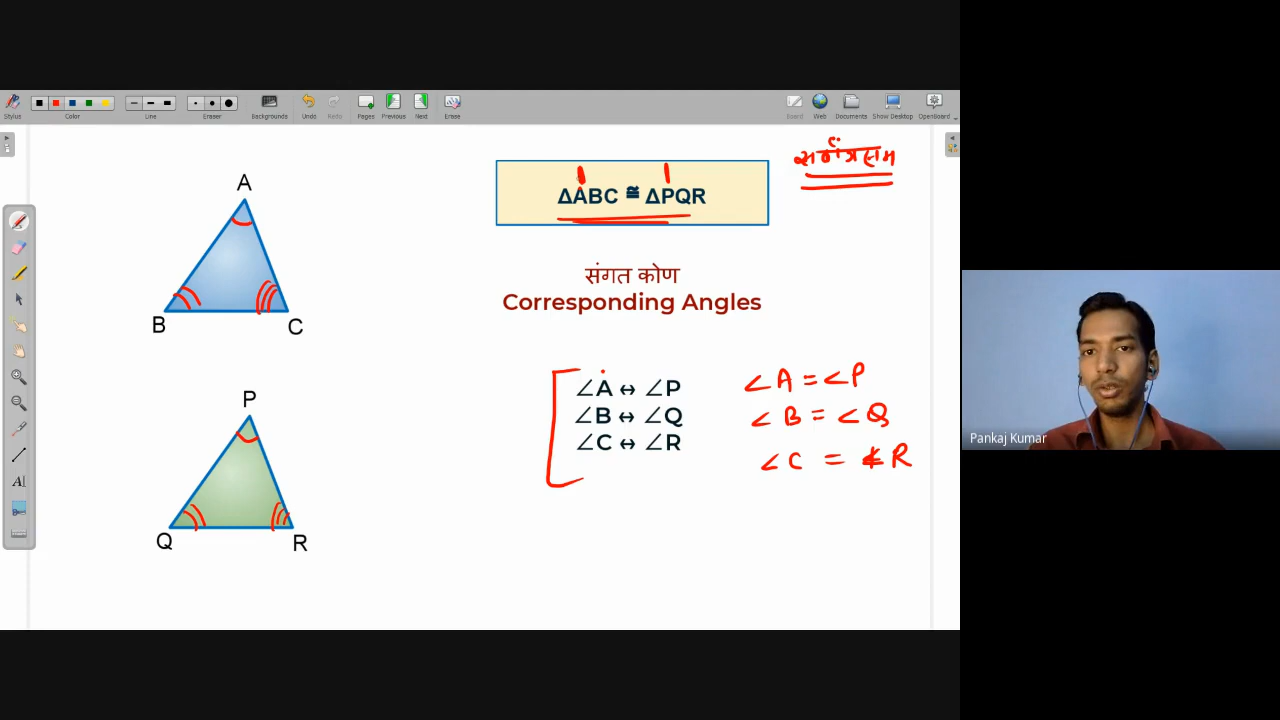 Stylus
Color
Line
Eraser
Backgrounds
Undo
Redo
Pages
Previous
Next
Erase
Board
Web
Documents
Show Desktop
OpenBoard
सर्वांगसम
ΔABC ≅ ΔPQR
संगत कोण
Corresponding Angles
∠A ↔ ∠P
∠B ↔ ∠Q
∠C ↔ ∠R
∠A = ∠P
∠B = ∠Q
∠C = ∠R
A
B
C
P
Q
R
Pankaj Kumar